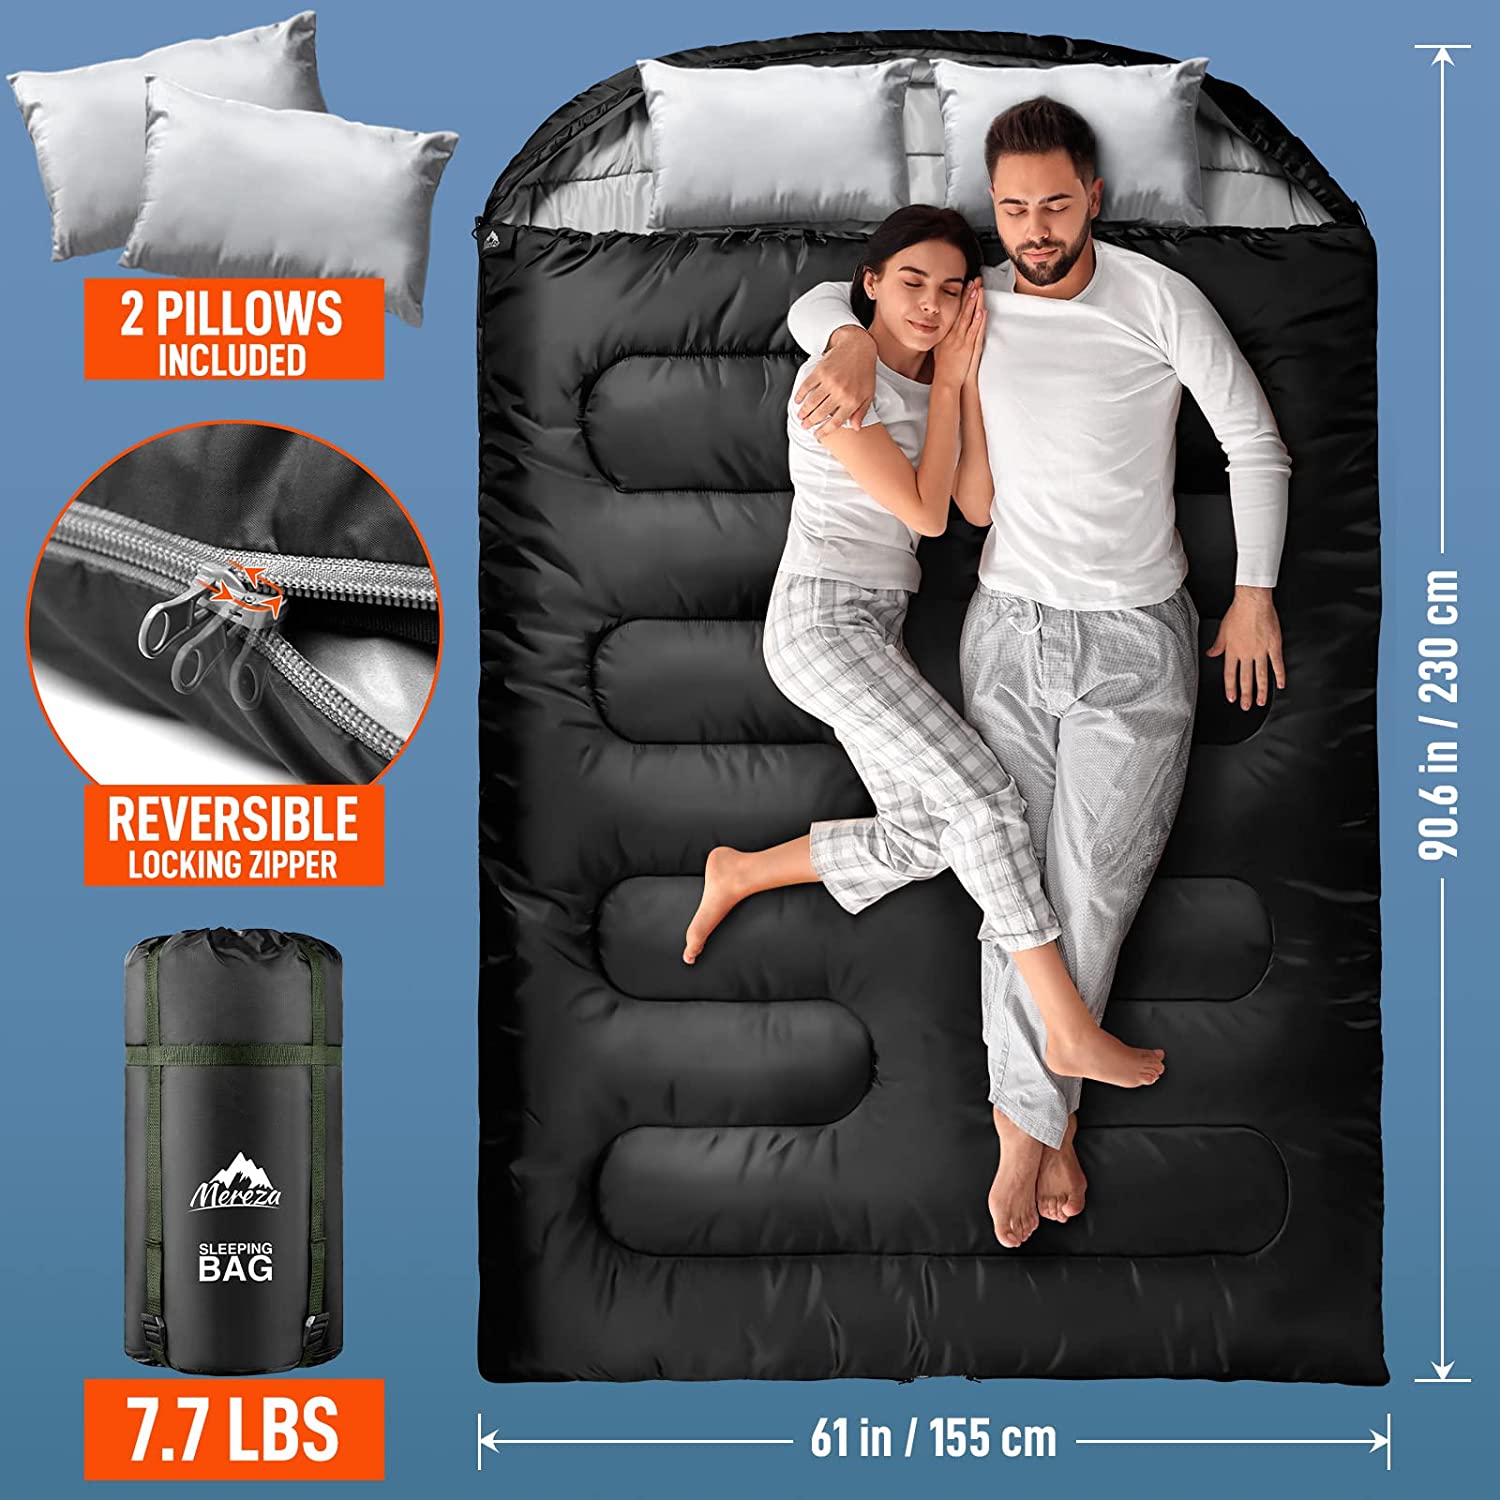 2 PILLOWS
INCLUDED
REVERSIBLE
LOCKING ZIPPER
Mereza
SLEEPING
BAG
7.7 LBS
90.6 in / 230 cm
61 in / 155 cm